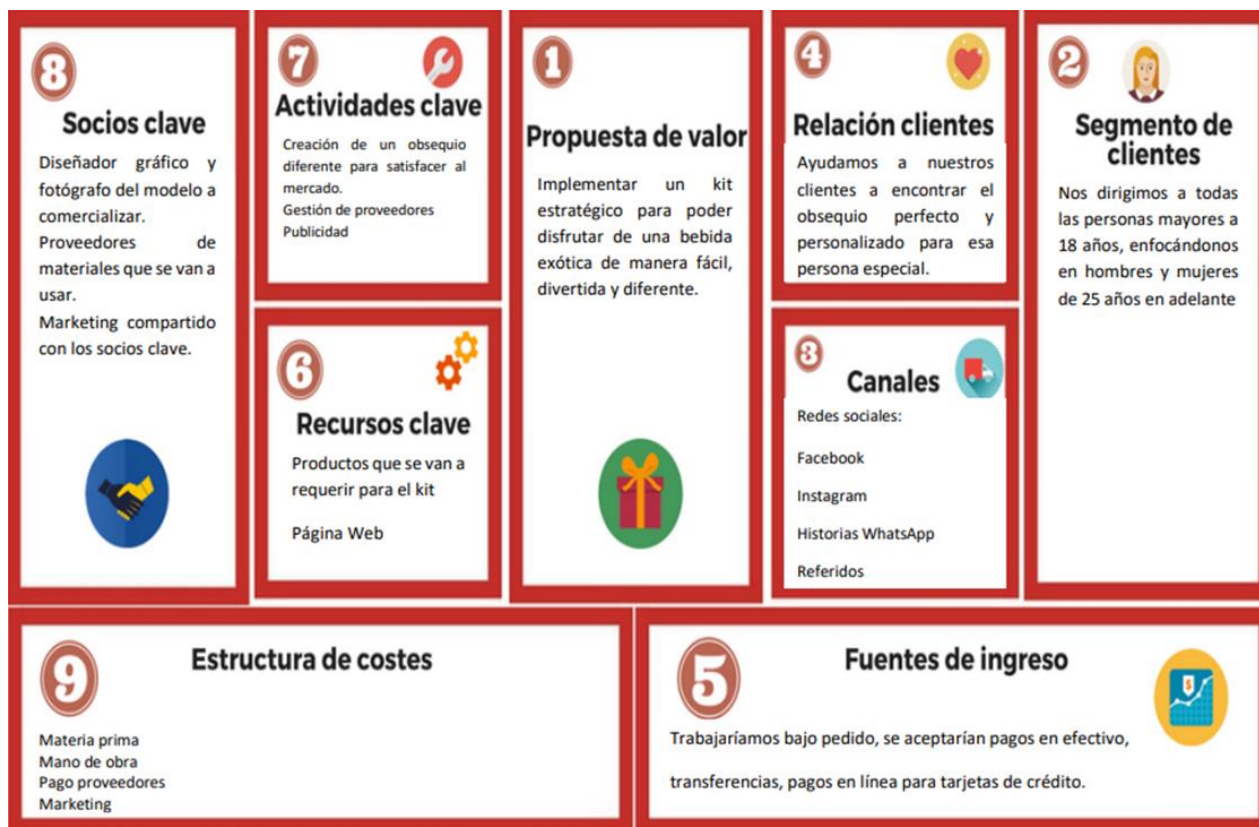 8
Socios clave
Diseñador gráfico y
fotógrafo del modelo a
comercializar.
Proveedores de
materiales que se van a
usar.
Marketing compartido
con los socios clave.
7
Actividades clave
Creación de un obsequio
diferente para satisfacer al
mercado.
Gestión de proveedores
Publicidad
6
Recursos clave
Productos que se van a
requerir para el kit
Página Web
1
Propuesta de valor
Implementar un kit
estratégico para poder
disfrutar de una bebida
exótica de manera fácil,
divertida y diferente.
4
Relación clientes
Ayudamos a nuestros
clientes a encontrar el
obsequio perfecto y
personalizado para esa
persona especial.
3
Canales
Redes sociales:
Facebook
Instagram
Historias WhatsApp
Referidos
2
Segmento de
clientes
Nos dirigimos a todas
las personas mayores a
18 años, enfocándonos
en hombres y mujeres
de 25 años en adelante
9
Estructura de costes
Materia prima
Mano de obra
Pago proveedores
Marketing
5
Fuentes de ingreso
$
Trabajaríamos bajo pedido, se aceptarían pagos en efectivo,
transferencias, pagos en línea para tarjetas de crédito.